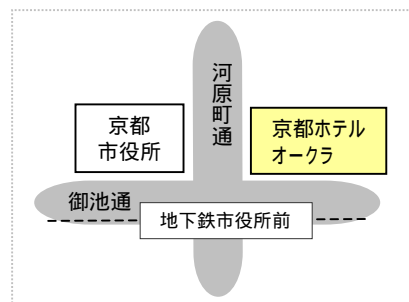 河原町通
京都
市役所
京都ホテル
オークラ
御池通
地下鉄市役所前